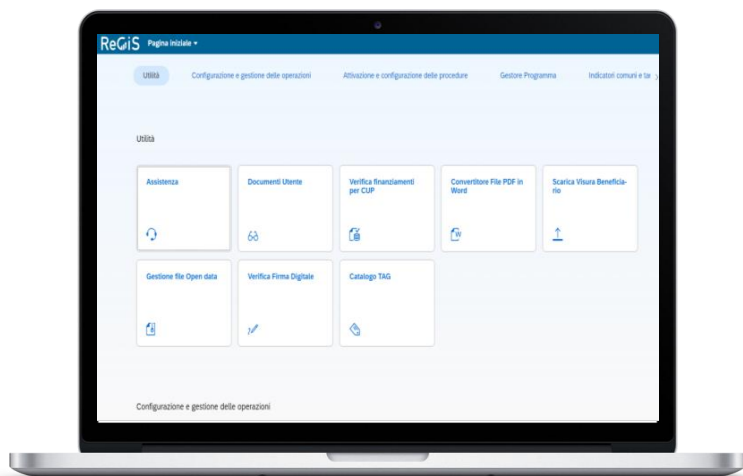 ReGiS Pagina iniziale
Utilità Configurazione e gestione delle operazioni Attivazione e configurazione delle procedure Gestore Programma Indicatori comuni e tar
Utilità
Assistenza
Documenti Utente
Verifica finanziamenti
per CUP
Convertitore File PDF in
Word
Scarica Visura Beneficia-
rio
Gestione file Open data
Verifica Firma Digitale
Catalogo TAG
Configurazione e gestione delle operazioni